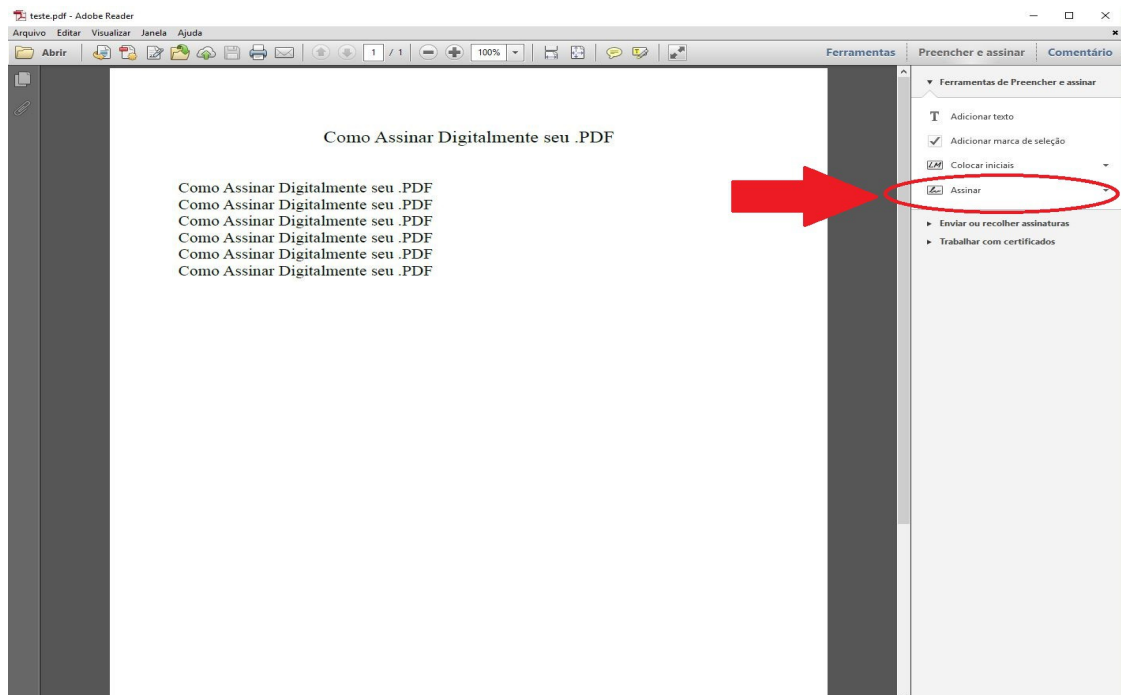 teste.pdf - Adobe Reader
Arquivo Editar Visualizar Janela Ajuda
Abrir 1 / 1 100% Ferramentas Preencher e assinar Comentário
Ferramentas de Preencher e assinar
T Adicionar texto
Adicionar marca de seleção
LM Colocar iniciais
Assinar
Enviar ou recolher assinaturas
Trabalhar com certificados
Como Assinar Digitalmente seu .PDF
Como Assinar Digitalmente seu .PDF
Como Assinar Digitalmente seu .PDF
Como Assinar Digitalmente seu .PDF
Como Assinar Digitalmente seu .PDF
Como Assinar Digitalmente seu .PDF
Como Assinar Digitalmente seu .PDF